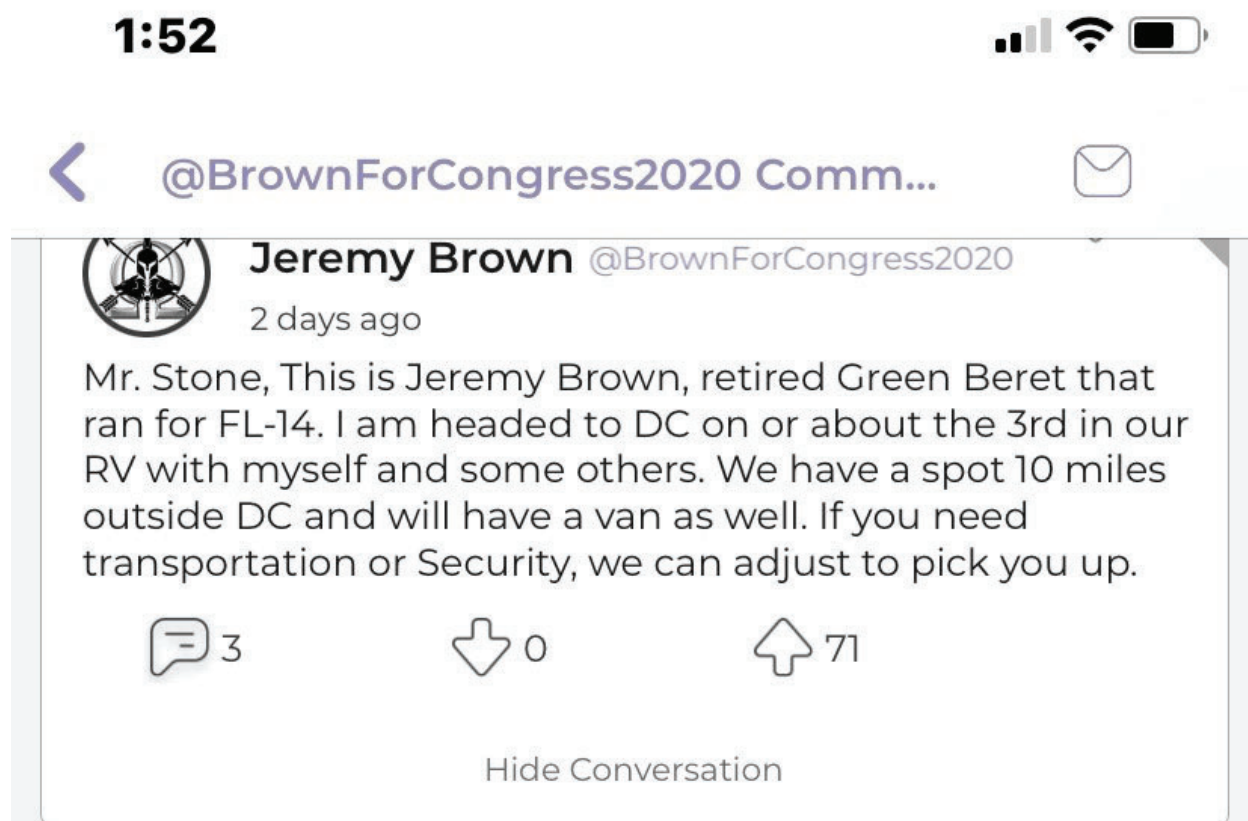 1:52
@BrownForCongress2020 Comm...
Jeremy Brown @BrownForCongress2020
2 days ago
Mr. Stone, This is Jeremy Brown, retired Green Beret that
ran for FL-14. I am headed to DC on or about the 3rd in our
RV with myself and some others. We have a spot 10 miles
outside DC and will have a van as well. If you need
transportation or Security, we can adjust to pick you up.
3 0 71
Hide Conversation